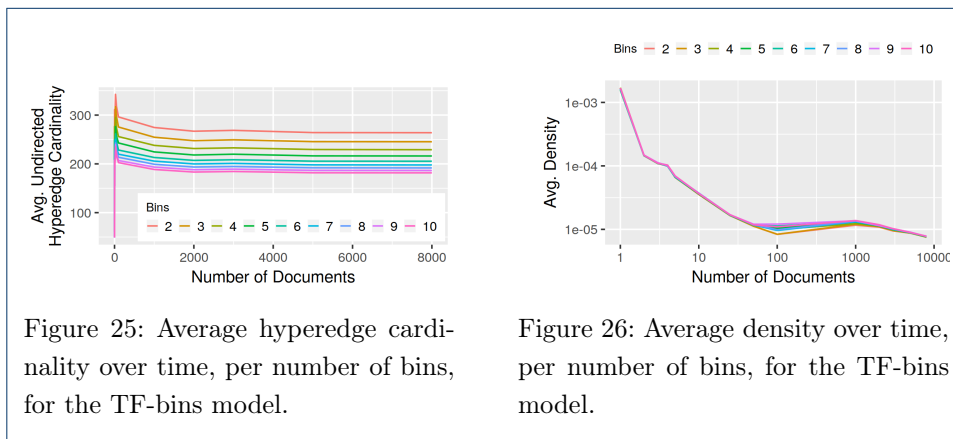 Avg. Undirected
Hyperedge Cardinality
300
200
100
Bins
2 3 4 5 6 7 8 9 10
0 2000 4000 6000 8000
Number of Documents
Figure 25: Average hyperedge cardi-
nality over time, per number of bins,
for the TF-bins model.
Bins 2 3 4 5 6 7 8 9 10
Avg. Density
1e-03
1e-04
1e-05
1 10 100 1000 10000
Number of Documents
Figure 26: Average density over time,
per number of bins, for the TF-bins
model.